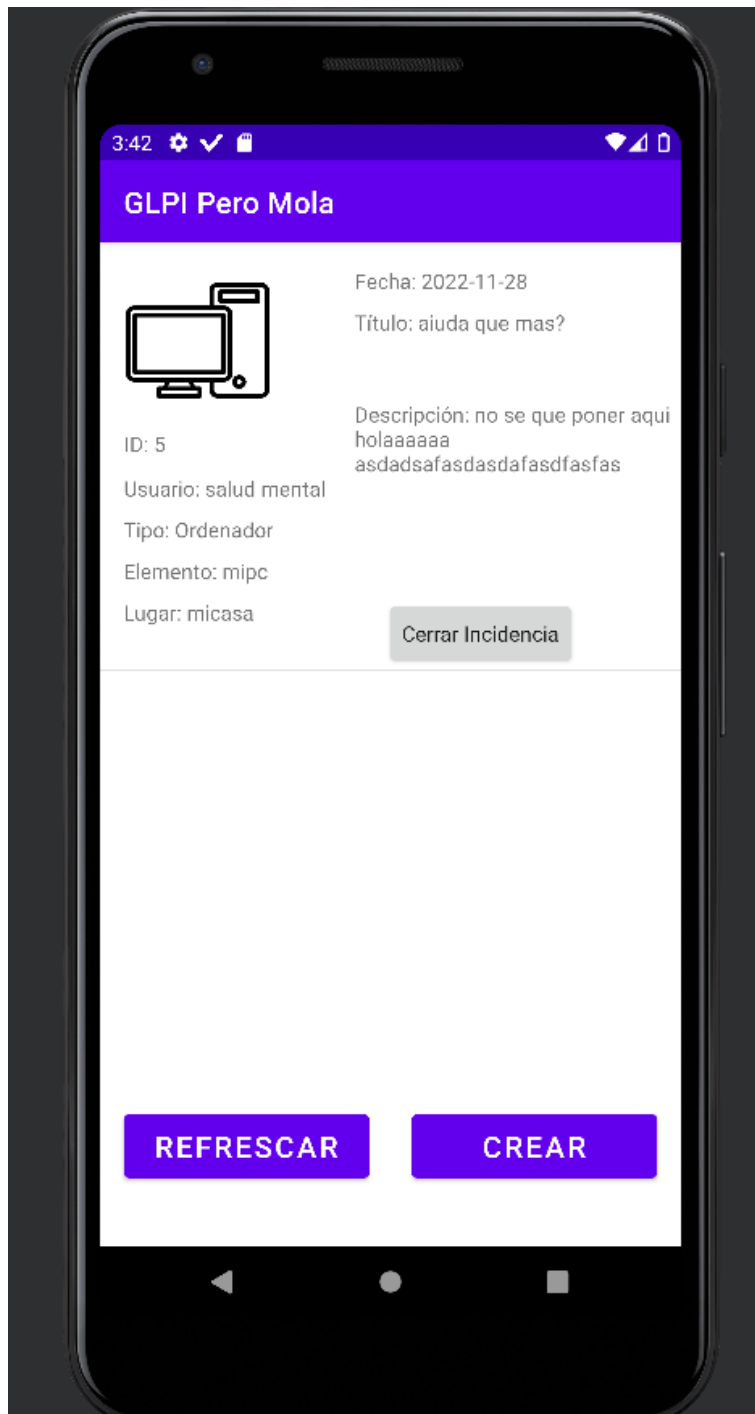 3:42
GLPI Pero Mola
Fecha: 2022-11-28
Título: aiuda que mas?
Descripción: no se que poner aqui
holaaaaaa
asdadsafasdasdafasdfasfas
ID: 5
Usuario: salud mental
Tipo: Ordenador
Elemento: mipc
Lugar: micasa
Cerrar Incidencia
REFRESCAR
CREAR